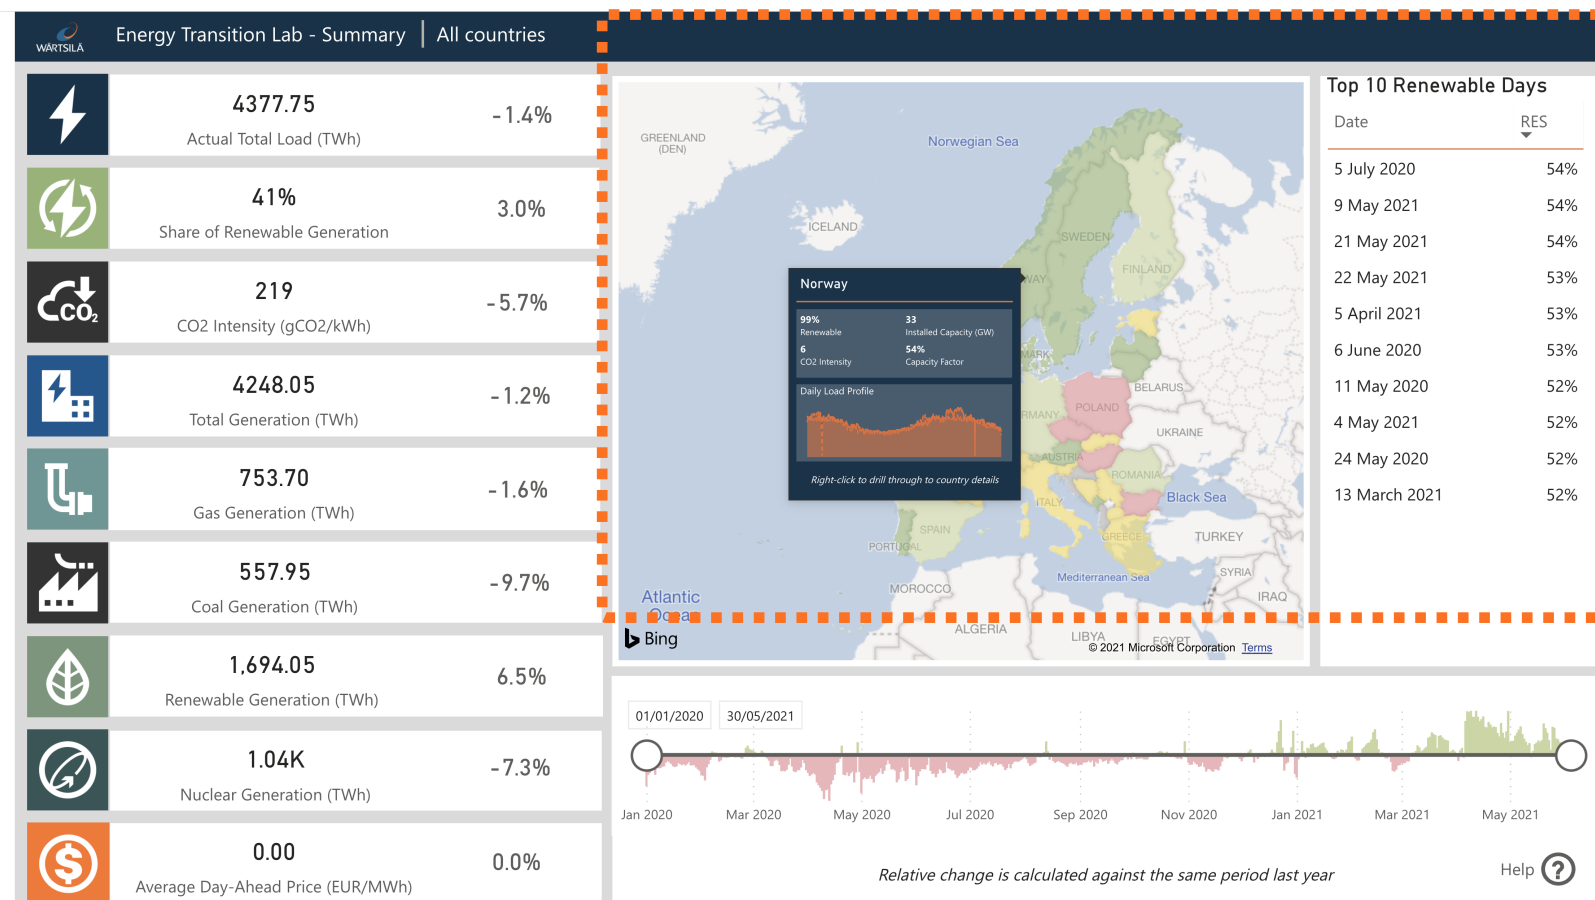 WÄRTSILÄ
Energy Transition Lab - Summary | All countries
4377.75
-1.4%
Actual Total Load (TWh)
41%
3.0%
Share of Renewable Generation
219
-5.7%
CO2 Intensity (gCO2/kWh)
CO2
4248.05
-1.2%
Total Generation (TWh)
753.70
-1.6%
Gas Generation (TWh)
557.95
-9.7%
Coal Generation (TWh)
1,694.05
6.5%
Renewable Generation (TWh)
1.04K
-7.3%
Nuclear Generation (TWh)
$
0.00
0.0%
Average Day-Ahead Price (EUR/MWh)
GREENLAND
(DEN)
Norwegian Sea
ICELAND
SWEDEN
FINLAND
WAY
MARK
BELARUS
RMANY
POLAND
UKRAINE
AUSTRIA
ROMANIA
ITALY
Black Sea
SPAIN
PORTUGAL
GREECE
TURKEY
Mediterranean Sea
SYRIA
MOROCCO
IRAQ
Atlantic
Ocean
ALGERIA
LIBYA
EGYPT
Bing
© 2021 Microsoft Corporation Terms
Norway
99%
Renewable
33
Installed Capacity (GW)
6
CO2 Intensity
54%
Capacity Factor
Daily Load Profile
Right-click to drill through to country details
Top 10 Renewable Days
Date RES
5 July 2020 54%
9 May 2021 54%
21 May 2021 54%
22 May 2021 53%
5 April 2021 53%
6 June 2020 53%
11 May 2020 52%
4 May 2021 52%
24 May 2020 52%
13 March 2021 52%
01/01/2020 30/05/2021
Jan 2020 Mar 2020 May 2020 Jul 2020 Sep 2020 Nov 2020 Jan 2021 Mar 2021 May 2021
Relative change is calculated against the same period last year
Help ?